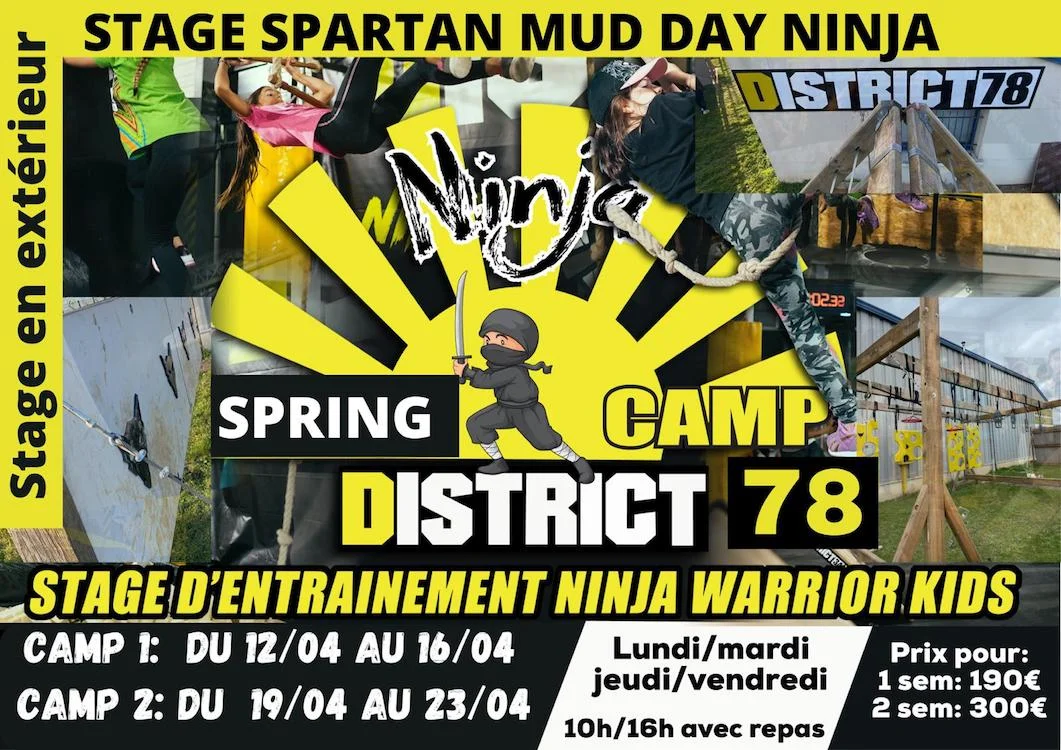 STAGE SPARTAN MUD DAY NINJA
Stage en extérieur
DISTRICT78
Ninja
02:32
SPRING CAMP
DISTRICT 78
STAGE D'ENTRAINEMENT NINJA WARRIOR KIDS
CAMP 1: DU 12/04 AU 16/04
CAMP 2: DU 19/04 AU 23/04
Lundi/mardi
jeudi/vendredi
10h/16h avec repas
Prix pour:
1 sem: 190€
2 sem: 300€